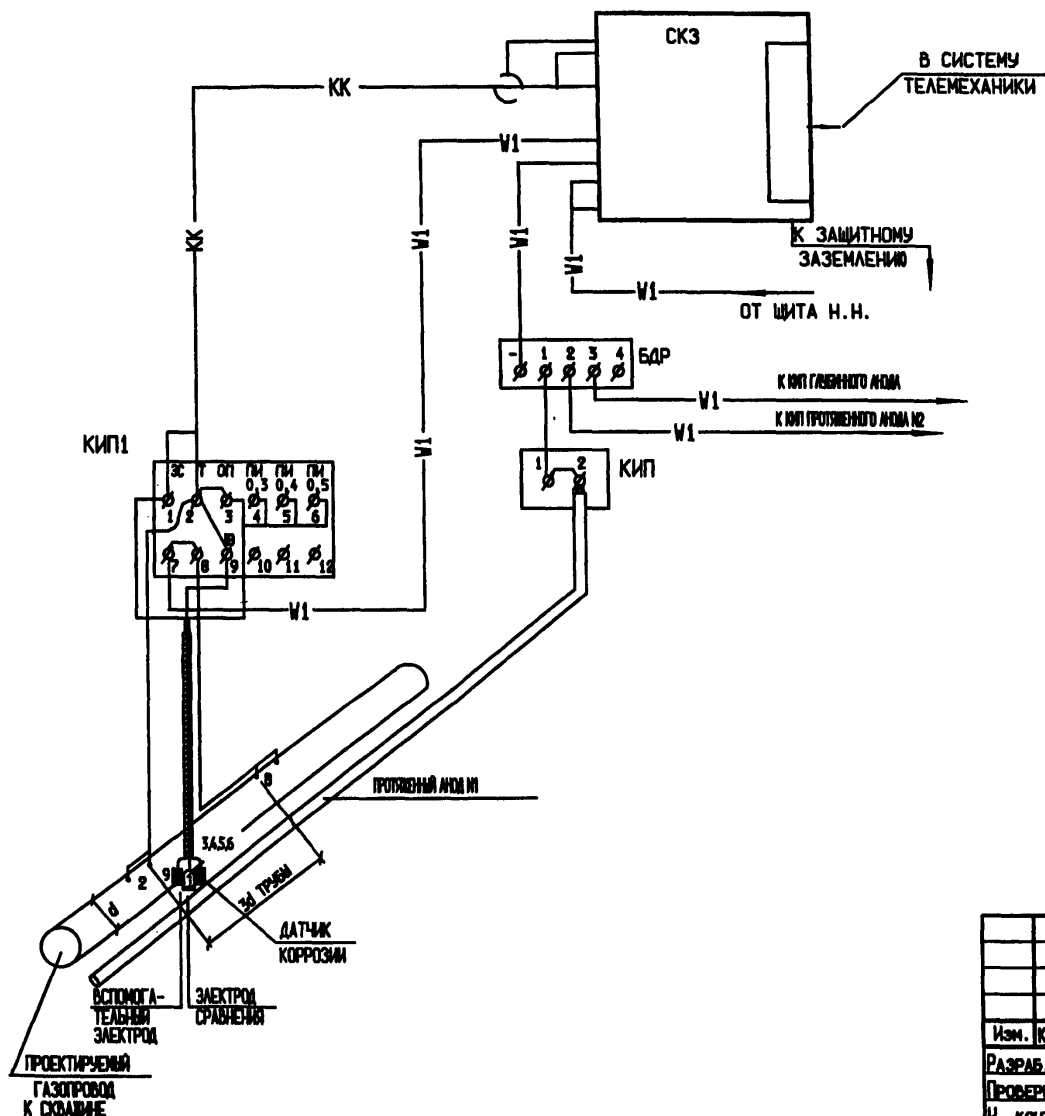 СКЗ
В СИСТЕМУ
ТЕЛЕМЕХАНИКИ
КК
W1
КК
W1
W1
W1
К ЗАЩИТНОМУ
ЗАЗЕМЛЕНИЮ
W1
ОТ ЩИТА Н.Н.
- 1 2 3 4
БДР
К КИП ГЛУБИННОГО АНОДА
W1
К КИП ПРОТЯЖЕННОГО АНОДА N2
W1
W1
КИП1
1 2
КИП
ЗС Т ОП ПИ ПИ ПИ
0,3 0,4 0,5
1 2 3 4 5 6
7 8 9 10 11 12
W1
8
ПРОТЯЖЕННЫЙ АНОД N1
3,4,5,6
2
9
1
3d ТРУБЫ
d
ДАТЧИК
КОРРОЗИИ
ВСПОМОГА-
ТЕЛЬНЫЙ
ЭЛЕКТРОД
ЭЛЕКТРОД
СРАВНЕНИЯ
ПРОЕКТИРУЕМЫЙ
ГАЗОПРОВОД
К СКВАЖИНЕ
Изм.
РАЗРАБ
ПРОВЕР